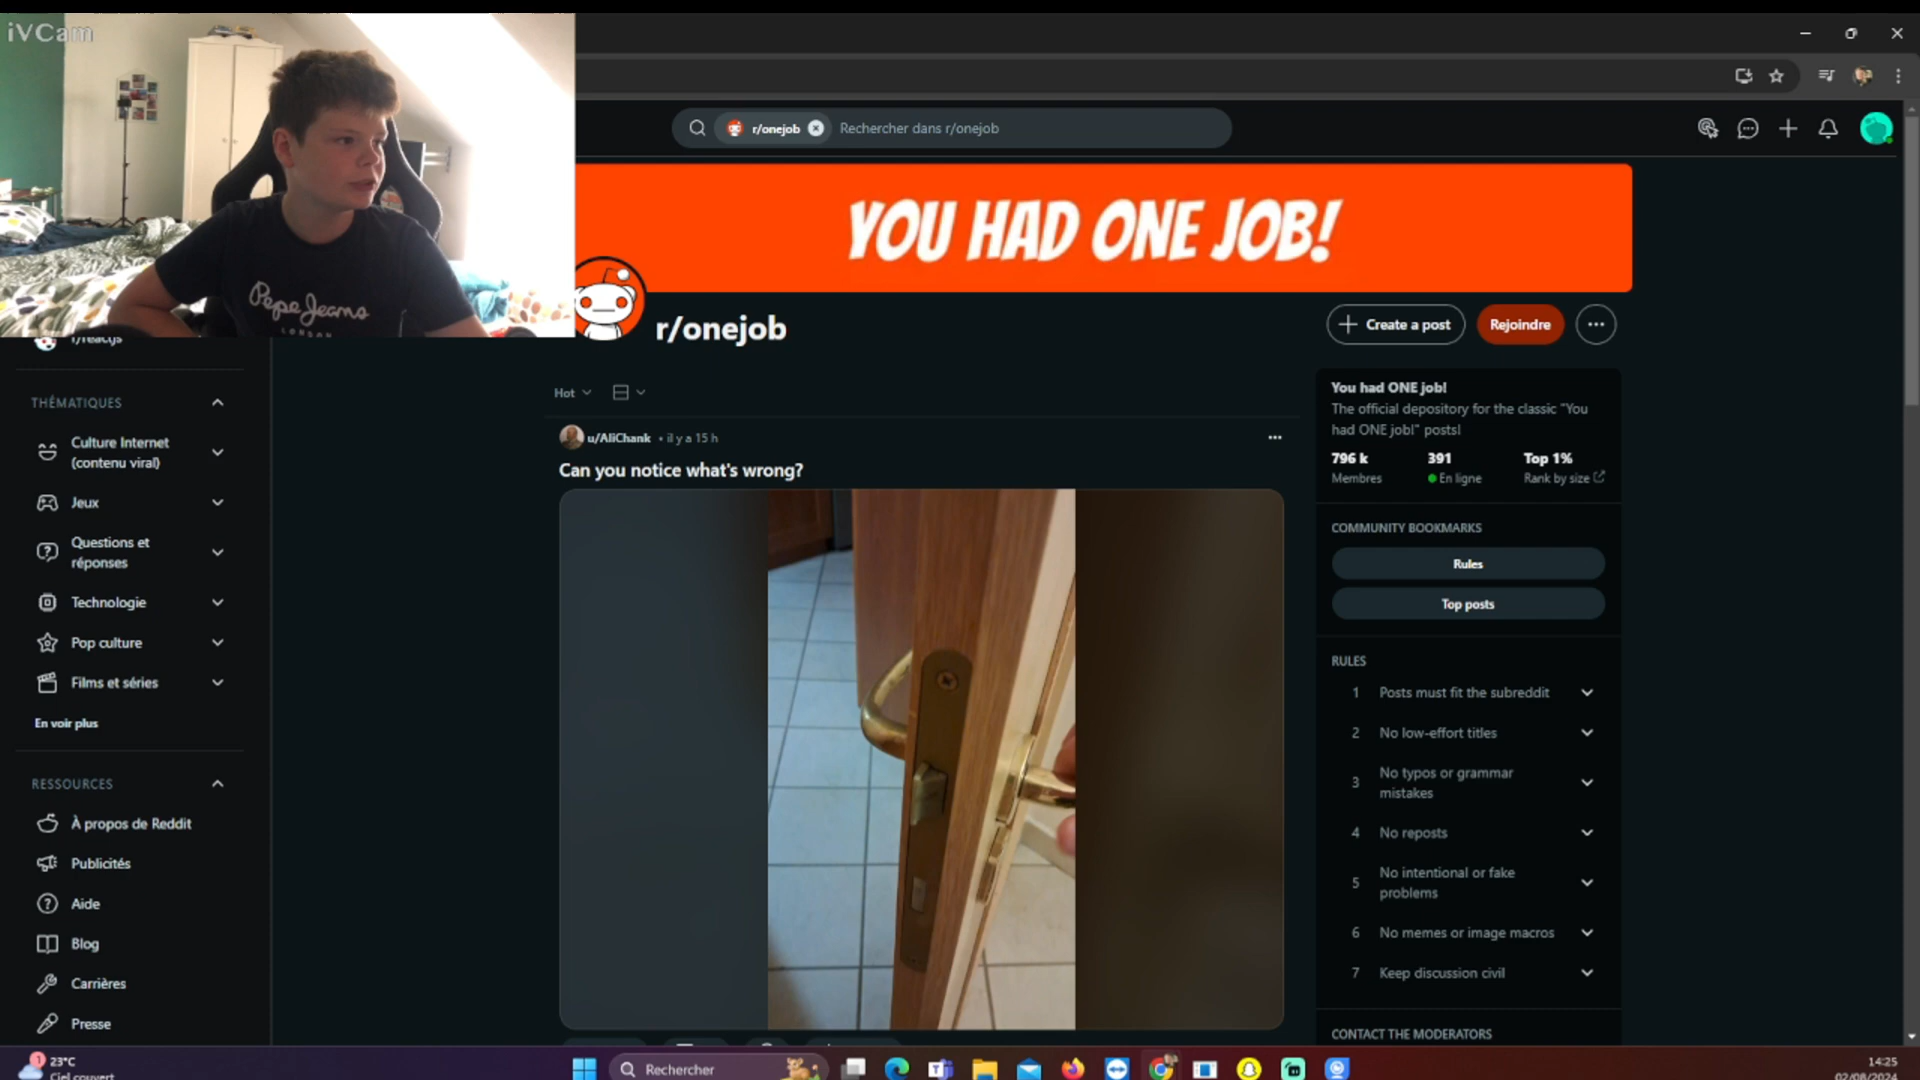 iVCam
Pepe Jeans
LONDON
r/onejob
Rechercher dans r/onejob
YOU HAD ONE JOB!
r/onejob
Create a post
Rejoindre
r/reactjs
THÉMATIQUES
Culture Internet
(contenu viral)
Jeux
Questions et
réponses
Technologie
Pop culture
Films et séries
En voir plus
RESSOURCES
À propos de Reddit
Publicités
Aide
Blog
Carrières
Presse
Hot
u/AliChank • il y a 15 h
Can you notice what's wrong?
You had ONE job!
The official depository for the classic "You
had ONE job!" posts!
796 k
391
Top 1%
Membres
En ligne
Rank by size
COMMUNITY BOOKMARKS
Rules
Top posts
RULES
1 Posts must fit the subreddit
2 No low-effort titles
3 No typos or grammar
mistakes
4 No reposts
5 No intentional or fake
problems
6 No memes or image macros
7 Keep discussion civil
CONTACT THE MODERATORS
1
23°C
Ciel couvert
Rechercher
14:25
02/08/2024